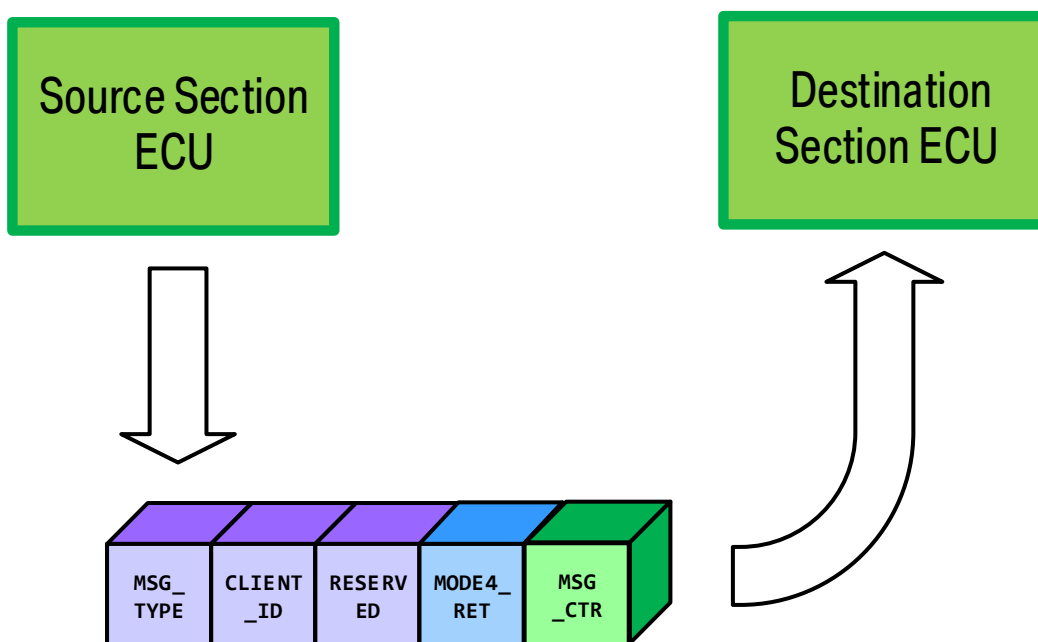 Source Section
ECU
Destination
Section ECU
MSG_
TYPE
CLIENT
_ID
RESERV
ED
MODE4_
RET
MSG
_CTR